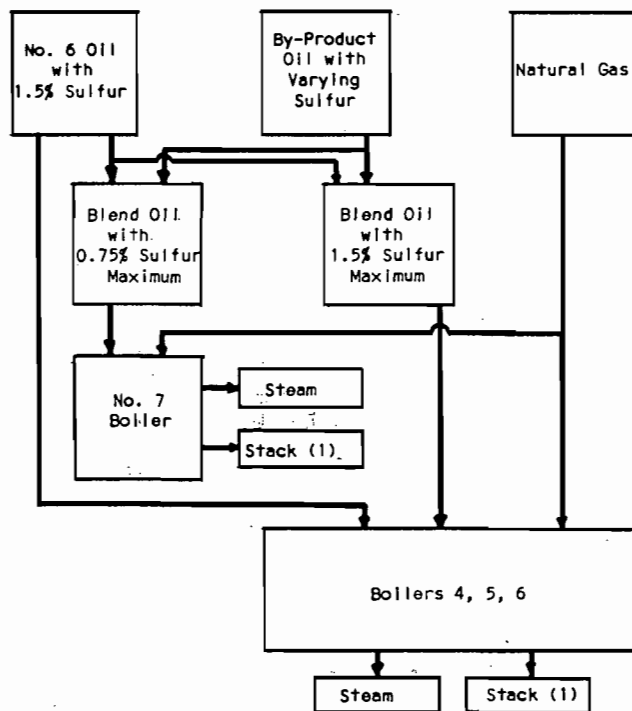 No. 6 Oil
with
1.5% Sulfur
By-Product
Oil with
Varying
Sulfur
Natural Gas
Blend Oil
with
0.75% Sulfur
Maximum
Blend Oil
with
1.5% Sulfur
Maximum
No. 7
Boiler
Steam
Stack (1)
Boilers 4, 5, 6
Steam
Stack (1)